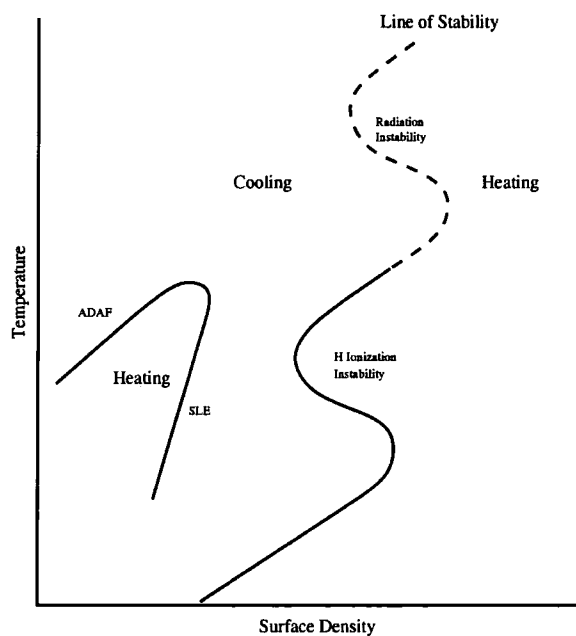 Line of Stability
Radiation
Instability
Cooling
Heating
Temperature
ADAF
Heating
SLE
H Ionization
Instability
Surface Density